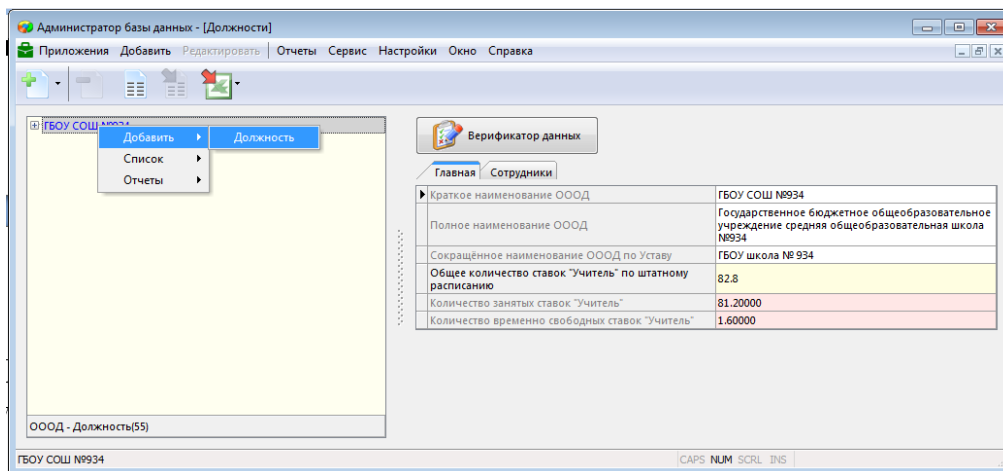 Администратор базы данных - [Должности]
Приложения Добавить Редактировать Отчеты Сервис Настройки Окно Справка
ГБОУ СОШ №934
Добавить
Должность
Список
Отчеты
ОООД - Должность(55)
Верификатор данных
Главная Сотрудники
Краткое наименование ОООД ГБОУ СОШ №934
Полное наименование ОООД
Государственное бюджетное общеобразовательное
учреждение средняя общеобразовательная школа
№934
Сокращённое наименование ОООД по Уставу ГБОУ школа № 934
Общее количество ставок "Учитель" по штатному
расписанию
82.8
Количество занятых ставок "Учитель" 81.20000
Количество временно свободных ставок "Учитель" 1.60000
ГБОУ СОШ №934 CAPS NUM SCRL INS